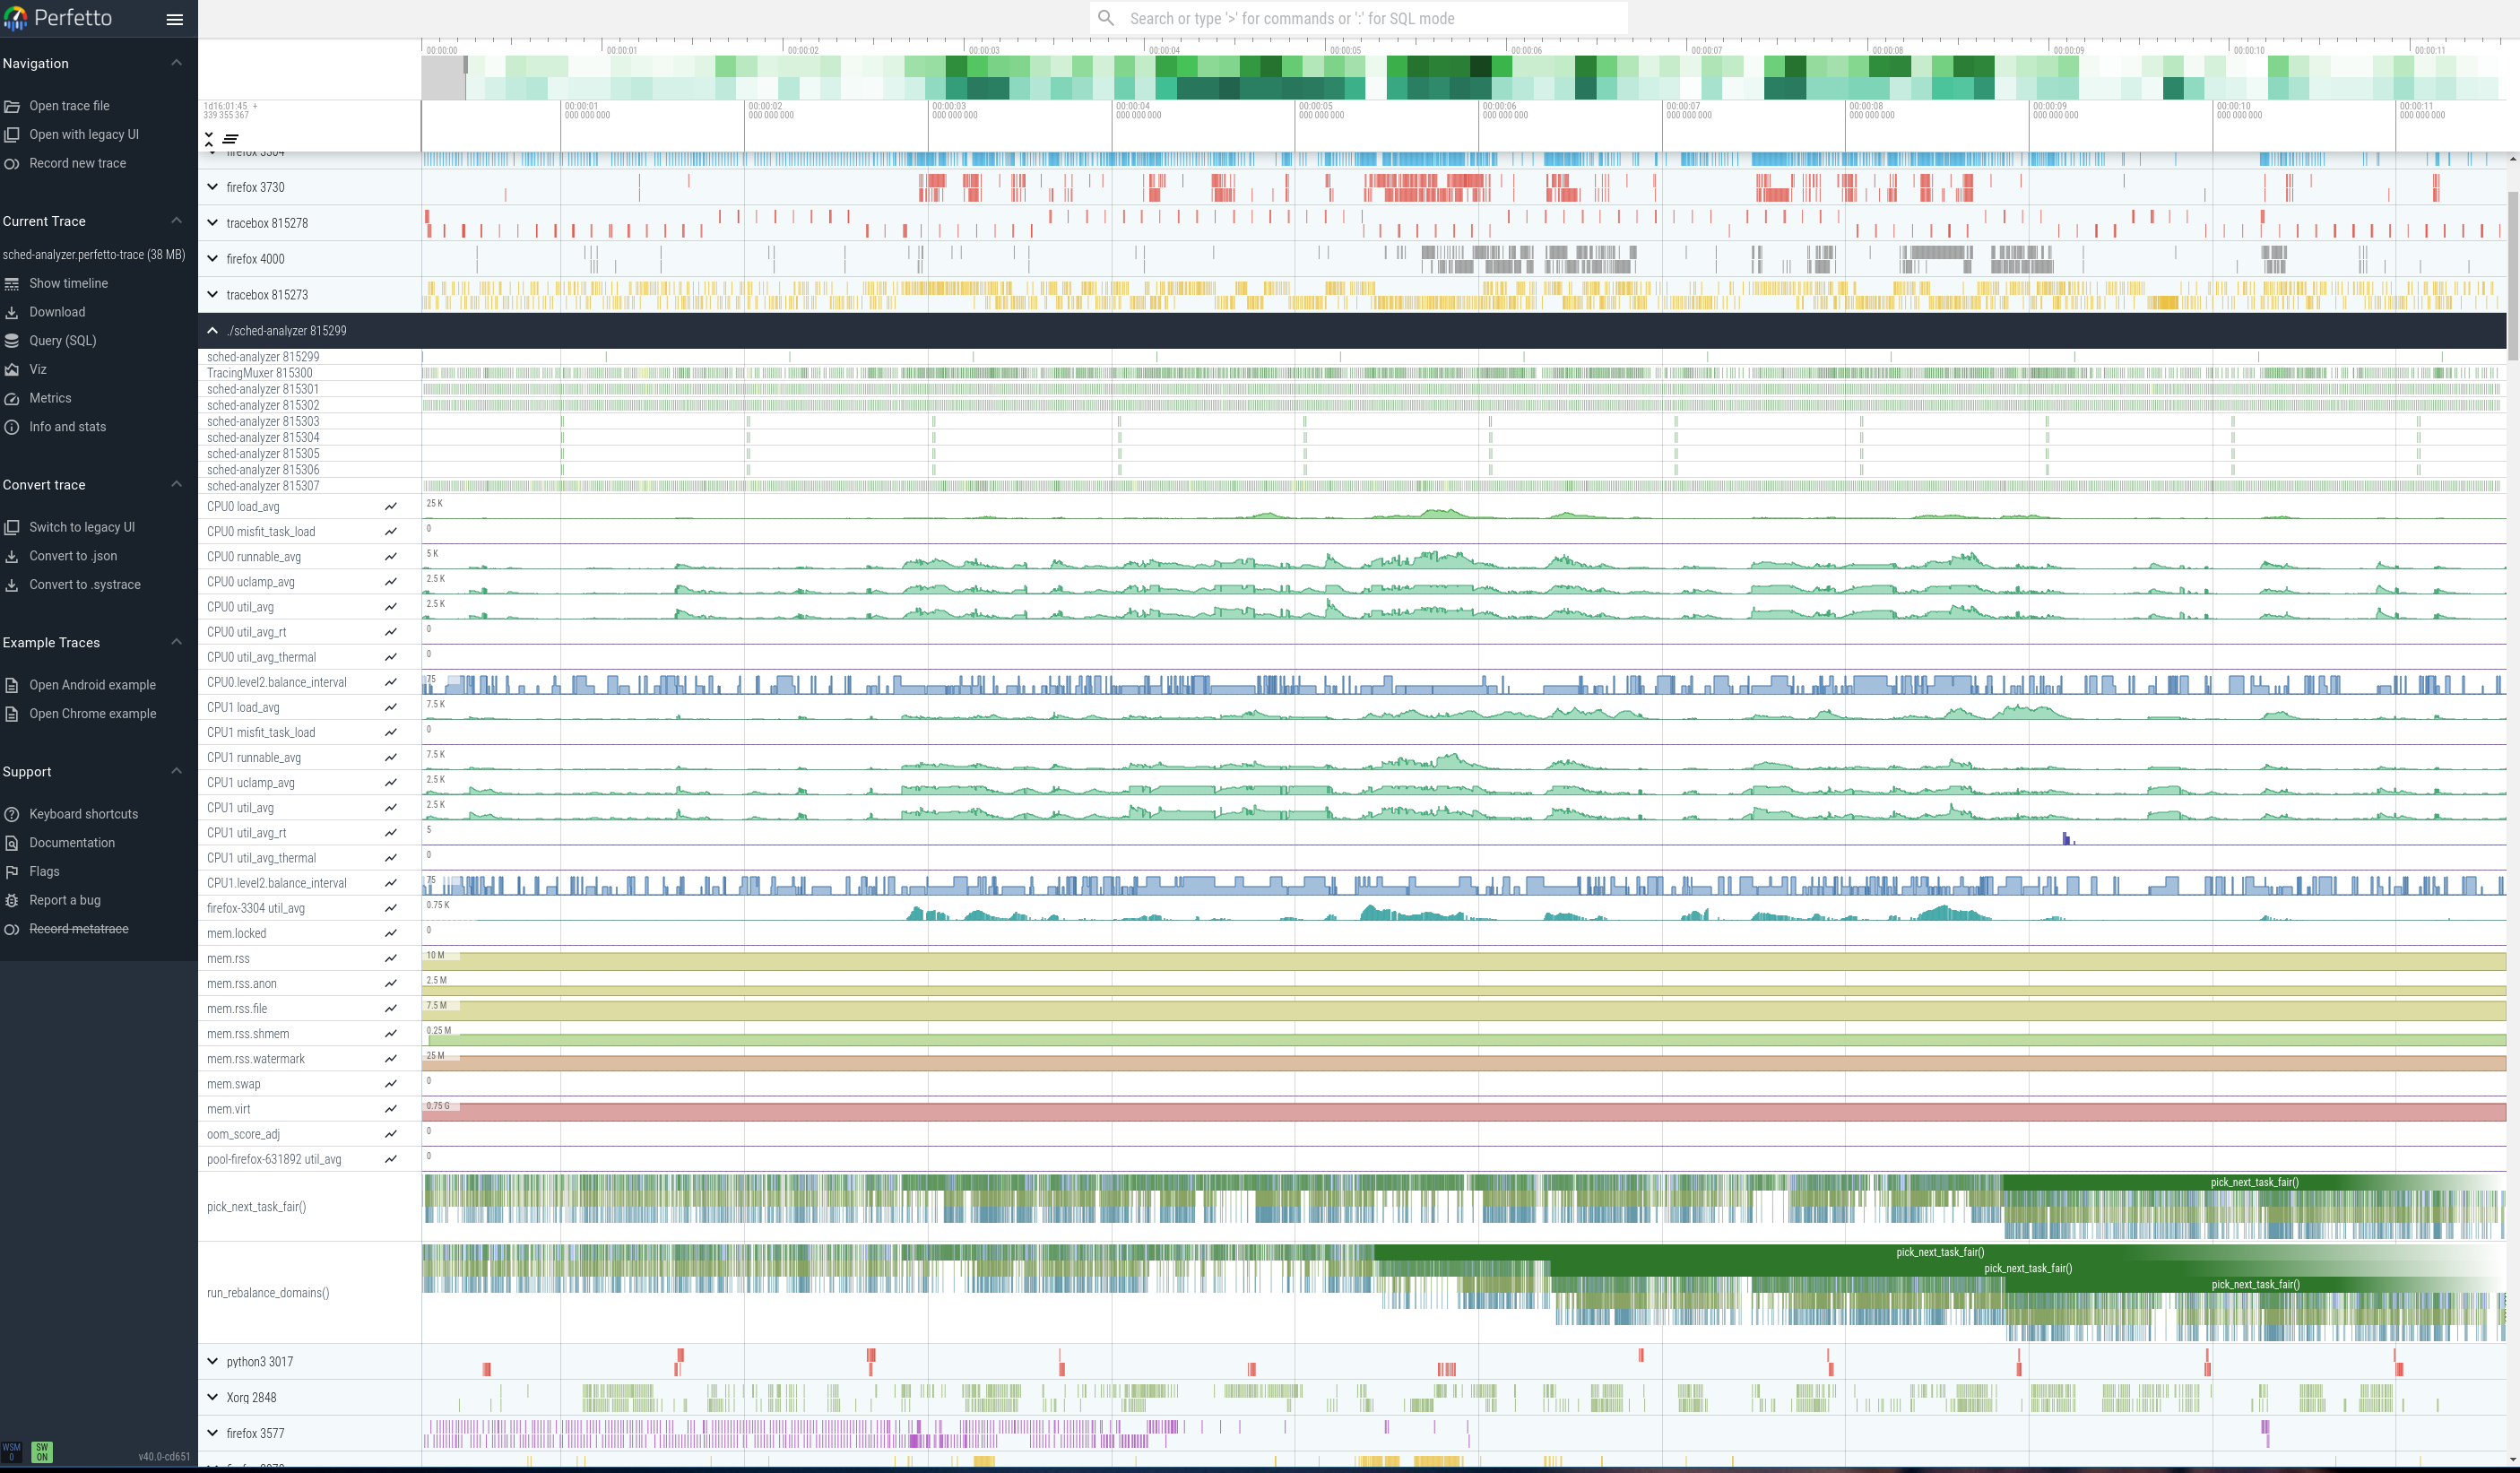 Perfetto
Search or type '>' for commands or ':' for SQL mode
Navigation
Open trace file
Open with legacy UI
Record new trace
Current Trace
sched-analyzer.perfetto-trace (38 MB)
Show timeline
Download
Query (SQL)
Viz
Metrics
Info and stats
Convert trace
Switch to legacy UI
Convert to .json
Convert to .systrace
Example Traces
Open Android example
Open Chrome example
Support
Keyboard shortcuts
Documentation
Flags
Report a bug
Record metatrace
WSM 0
SW ON
v40.0-cd651
00:00:00 00:00:01 00:00:02 00:00:03 00:00:04 00:00:05 00:00:06 00:00:07 00:00:08 00:00:09 00:00:10 00:00:11
1d16:01:45 +
339 355 367
00:00:01 00:00:02 00:00:03 00:00:04 00:00:05 00:00:06 00:00:07 00:00:08 00:00:09 00:00:10 00:00:11
000 000 000 000 000 000 000 000 000 000 000 000 000 000 000 000 000 000 000 000 000 000 000 000 000 000 000 000 000 000 000 000 000
firefox 3304
firefox 3730
tracebox 815278
firefox 4000
tracebox 815273
./sched-analyzer 815299
sched-analyzer 815299
TracingMuxer 815300
sched-analyzer 815301
sched-analyzer 815302
sched-analyzer 815303
sched-analyzer 815304
sched-analyzer 815305
sched-analyzer 815306
sched-analyzer 815307
CPU0 load_avg 25 K
CPU0 misfit_task_load 0
CPU0 runnable_avg 5 K
CPU0 uclamp_avg 2.5 K
CPU0 util_avg 2.5 K
CPU0 util_avg_rt 0
CPU0 util_avg_thermal 0
CPU0.level2.balance_interval 75
CPU1 load_avg 7.5 K
CPU1 misfit_task_load 0
CPU1 runnable_avg 7.5 K
CPU1 uclamp_avg 2.5 K
CPU1 util_avg 2.5 K
CPU1 util_avg_rt 5
CPU1 util_avg_thermal 0
CPU1.level2.balance_interval 75
firefox-3304 util_avg 0.75 K
mem.locked 0
mem.rss 10 M
mem.rss.anon 2.5 M
mem.rss.file 7.5 M
mem.rss.shmem 0.25 M
mem.rss.watermark 25 M
mem.swap 0
mem.virt 0.75 G
oom_score_adj 0
pool-firefox-631892 util_avg 0
pick_next_task_fair()
pick_next_task_fair()
pick_next_task_fair()
pick_next_task_fair()
pick_next_task_fair()
run_rebalance_domains()
python3 3017
Xorg 2848
firefox 3577